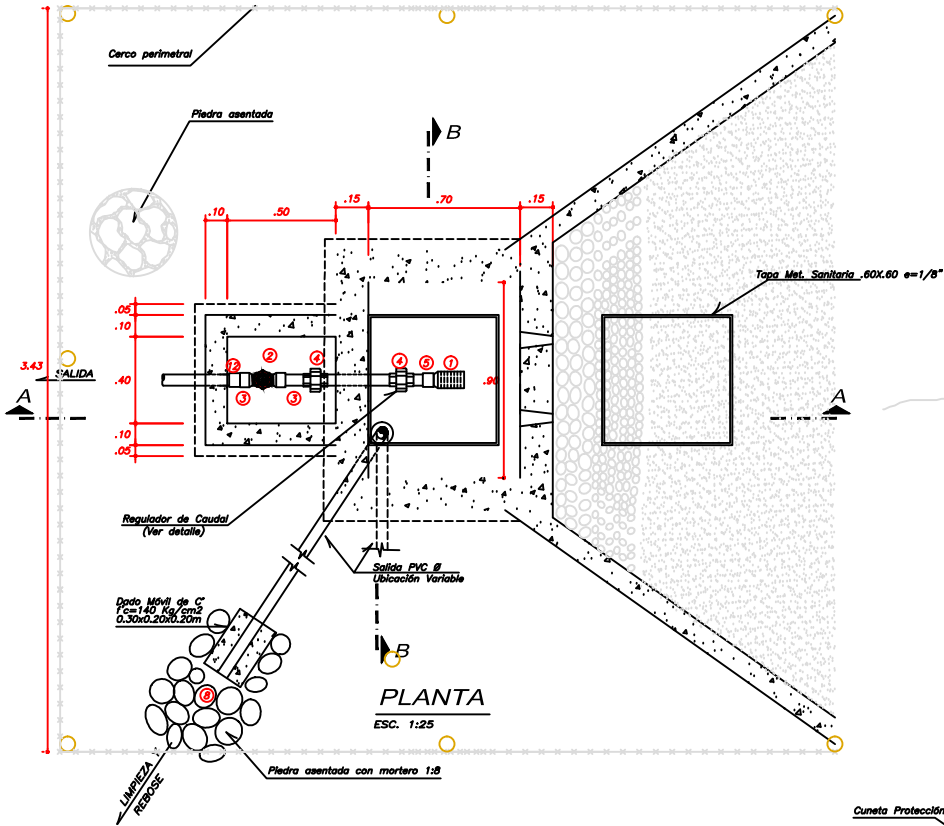 Cerco perimetral
Piedra asentada
B
.15
.70
.15
.10
.50
Tapa Met. Sanitaria .60X.60 e=1/8"
.05
.10
3.43
.40
SALIDA
.10
.05
12
2
3
3
4
4
5
1
.90
A
A
Regulador de Caudal
(Ver detalle)
Salida PVC Ø
Ubicación Variable
Dado Móvil de C°
f'c=140 Kg/cm2
0.30x0.20x0.20m
B
8
PLANTA
ESC. 1:25
Piedra asentada con mortero 1:8
LIMPIEZA Y
REBOSE
Cuneta Protección